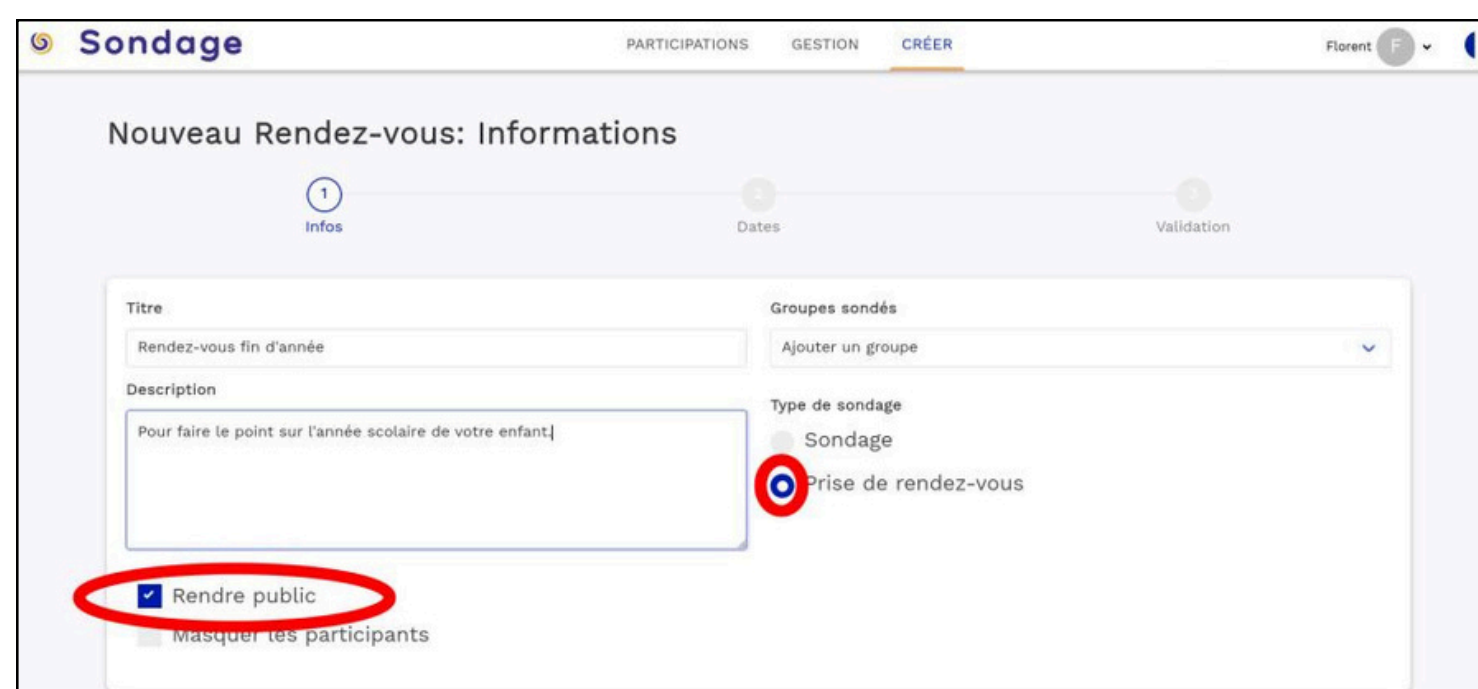 Sondage
PARTICIPATIONS GESTION CRÉER
Florent F
Nouveau Rendez-vous: Informations
1 2 3
Infos Dates Validation
Titre
Rendez-vous fin d'année
Description
Pour faire le point sur l'année scolaire de votre enfant.
Rendre public
Masquer les participants
Groupes sondés
Ajouter un groupe
Type de sondage
Sondage
Prise de rendez-vous